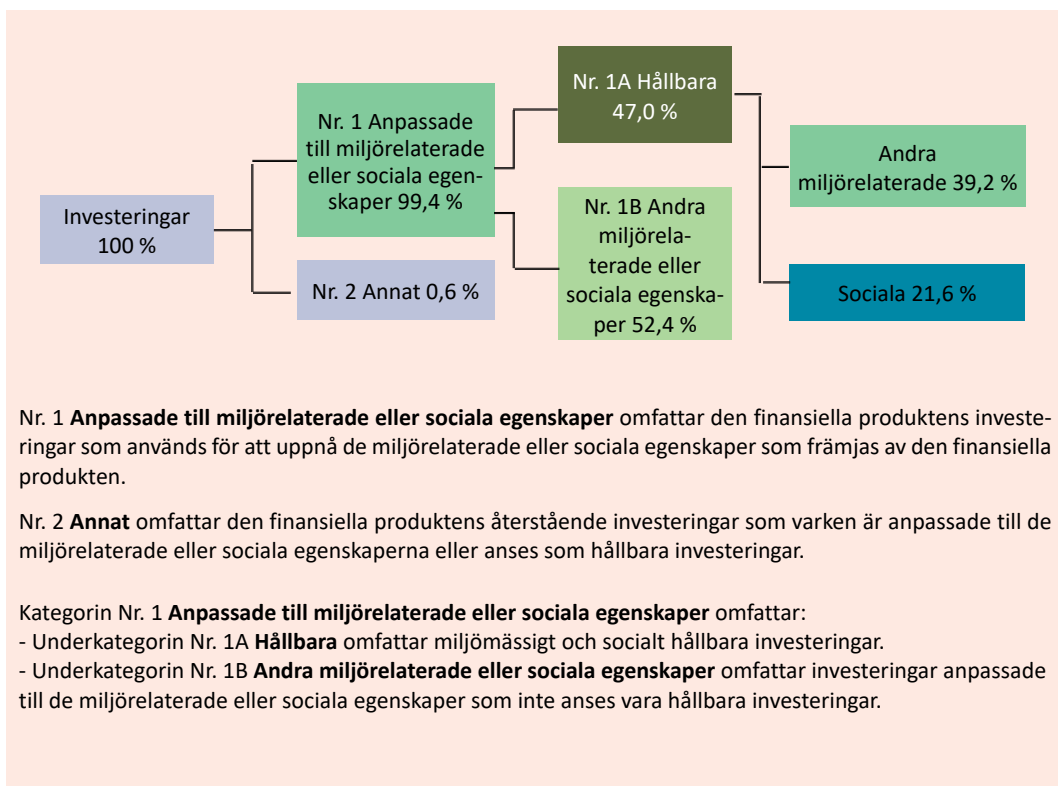 Investeringar
100 %
Nr. 1 Anpassade
till miljörelaterade
eller sociala egen-
skaper 99,4 %
Nr. 2 Annat 0,6 %
Nr. 1A Hållbara
47,0 %
Nr. 1B Andra
miljörela-
terade eller
sociala egenska-
per 52,4 %
Andra
miljörelaterade 39,2 %
Sociala 21,6 %
Nr. 1 Anpassade till miljörelaterade eller sociala egenskaper omfattar den finansiella produktens investe-
ringar som används för att uppnå de miljörelaterade eller sociala egenskaper som främjas av den finansiella
produkten.
Nr. 2 Annat omfattar den finansiella produktens återstående investeringar som varken är anpassade till de
miljörelaterade eller sociala egenskaperna eller anses som hållbara investeringar.
Kategorin Nr. 1 Anpassade till miljörelaterade eller sociala egenskaper omfattar:
- Underkategorin Nr. 1A Hållbara omfattar miljömässigt och socialt hållbara investeringar.
- Underkategorin Nr. 1B Andra miljörelaterade eller sociala egenskaper omfattar investeringar anpassade
till de miljörelaterade eller sociala egenskaper som inte anses vara hållbara investeringar.